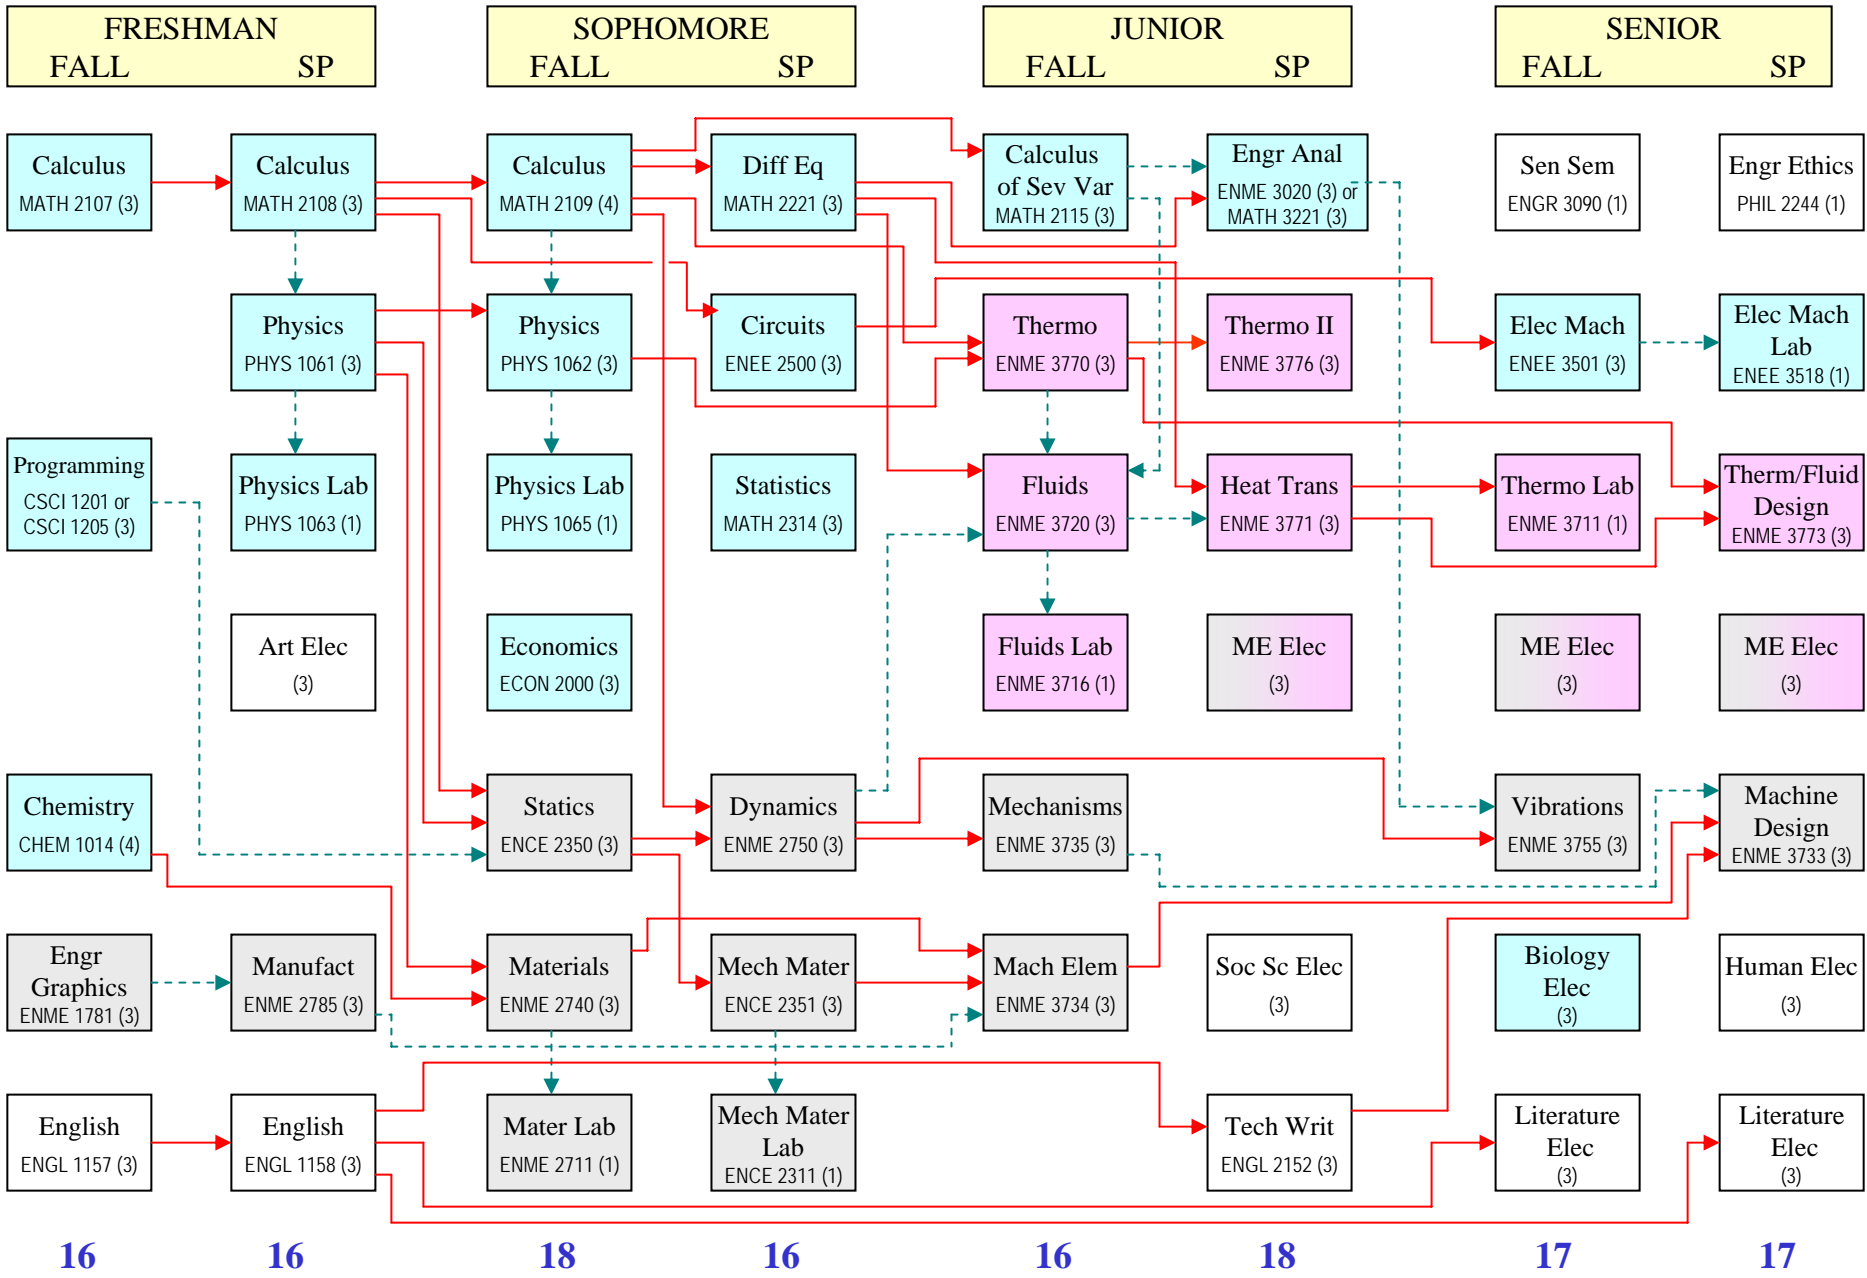 FRESHMAN
FALL SP
SOPHOMORE
FALL SP
JUNIOR
FALL SP
SENIOR
FALL SP
Calculus
MATH 2107 (3)
Calculus
MATH 2108 (3)
Calculus
MATH 2109 (4)
Diff Eq
MATH 2221 (3)
Calculus
of Sev Var
MATH 2115 (3)
Engr Anal
ENME 3020 (3) or
MATH 3221 (3)
Sen Sem
ENGR 3090 (1)
Engr Ethics
PHIL 2244 (1)
Physics
PHYS 1061 (3)
Physics
PHYS 1062 (3)
Circuits
ENEE 2500 (3)
Thermo
ENME 3770 (3)
Thermo II
ENME 3776 (3)
Elec Mach
ENEE 3501 (3)
Elec Mach
Lab
ENEE 3518 (1)
Programming
CSCI 1201 or
CSCI 1205 (3)
Physics Lab
PHYS 1063 (1)
Physics Lab
PHYS 1065 (1)
Statistics
MATH 2314 (3)
Fluids
ENME 3720 (3)
Heat Trans
ENME 3771 (3)
Thermo Lab
ENME 3711 (1)
Therm/Fluid
Design
ENME 3773 (3)
Art Elec
(3)
Economics
ECON 2000 (3)
Fluids Lab
ENME 3716 (1)
ME Elec
(3)
ME Elec
(3)
ME Elec
(3)
Chemistry
CHEM 1014 (4)
Statics
ENCE 2350 (3)
Dynamics
ENME 2750 (3)
Mechanisms
ENME 3735 (3)
Vibrations
ENME 3755 (3)
Machine
Design
ENME 3733 (3)
Engr
Graphics
ENME 1781 (3)
Manufact
ENME 2785 (3)
Materials
ENME 2740 (3)
Mech Mater
ENCE 2351 (3)
Mach Elem
ENME 3734 (3)
Soc Sc Elec
(3)
Biology
Elec
(3)
Human Elec
(3)
English
ENGL 1157 (3)
English
ENGL 1158 (3)
Mater Lab
ENME 2711 (1)
Mech Mater
Lab
ENCE 2311 (1)
Tech Writ
ENGL 2152 (3)
Literature
Elec
(3)
Literature
Elec
(3)
16 16 18 16 16 18 17 17